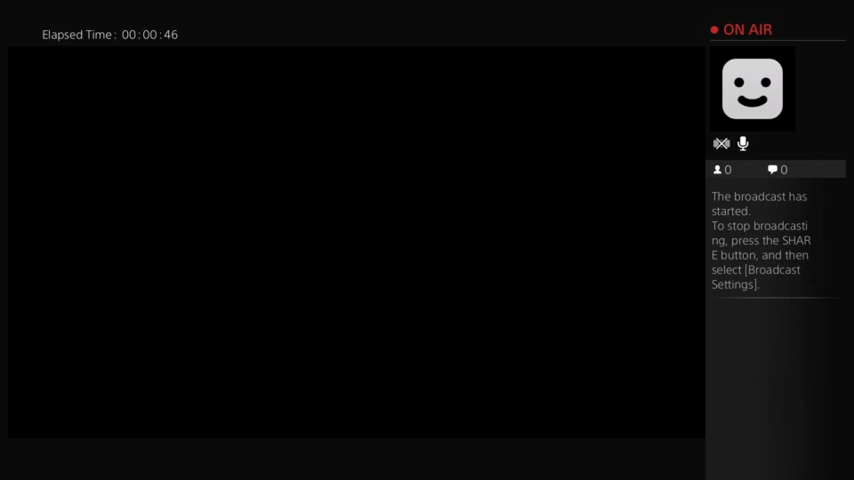 Elapsed Time : 00:00:46
ON AIR
0 0
The broadcast has
started.
To stop broadcasti
ng, press the SHAR
E button, and then
select [Broadcast
Settings].